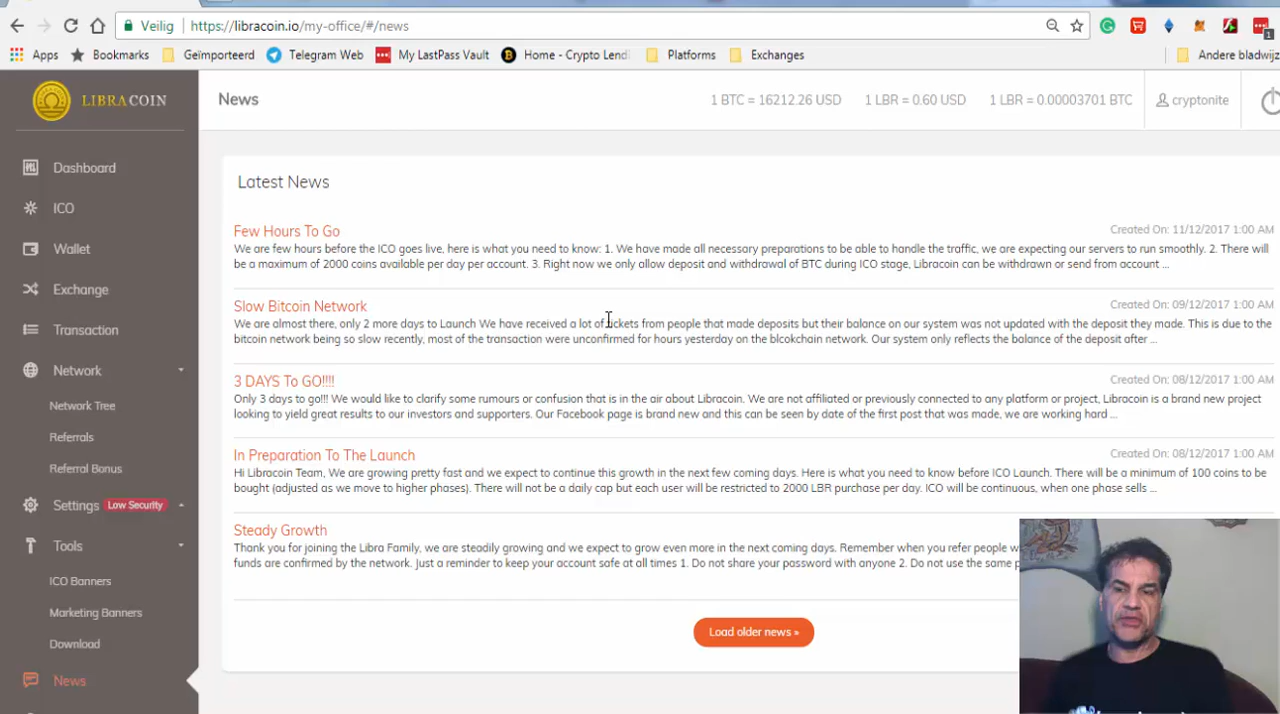 Veilig https://libracoin.io/my-office/#/news
Apps Bookmarks Geïmporteerd Telegram Web My LastPass Vault Home - Crypto Lendi Platforms Exchanges Andere bladwijz
1
LIBRACOIN
News
1 BTC = 16212.26 USD 1 LBR = 0.60 USD 1 LBR = 0.00003701 BTC cryptonite
Dashboard
ICO
Wallet
Exchange
Transaction
Network
Network Tree
Referrals
Referral Bonus
Settings Low Security
Tools
ICO Banners
Marketing Banners
Download
News
Latest News
Few Hours To Go Created On: 11/12/2017 1:00 AM
We are few hours before the ICO goes live, here is what you need to know: 1. We have made all necessary preparations to be able to handle the traffic, we are expecting our servers to run smoothly. 2. There will
be a maximum of 2000 coins available per day per account. 3. Right now we only allow deposit and withdrawal of BTC during ICO stage, Libracoin can be withdrawn or send from account ...
Slow Bitcoin Network Created On: 09/12/2017 1:00 AM
We are almost there, only 2 more days to Launch We have received a lot of tickets from people that made deposits but their balance on our system was not updated with the deposit they made. This is due to the
bitcoin network being so slow recently, most of the transaction were unconfirmed for hours yesterday on the blcokchain network. Our system only reflects the balance of the deposit after ...
3 DAYS To GO!!!! Created On: 08/12/2017 1:00 AM
Only 3 days to go!!! We would like to clarify some rumours or confusion that is in the air about Libracoin. We are not affiliated or previously connected to any platform or project, Libracoin is a brand new project
looking to yield great results to our investors and supporters. Our Facebook page is brand new and this can be seen by date of the first post that was made, we are working hard ...
In Preparation To The Launch Created On: 08/12/2017 1:00 AM
Hi Libracoin Team, We are growing pretty fast and we expect to continue this growth in the next few coming days. Here is what you need to know before ICO Launch. There will be a minimum of 100 coins to be
bought (adjusted as we move to higher phases). There will not be a daily cap but each user will be restricted to 2000 LBR purchase per day. ICO will be continuous, when one phase sells ...
Steady Growth
Thank you for joining the Libra Family, we are steadily growing and we expect to grow even more in the next coming days. Remember when you refer people
funds are confirmed by the network. Just a reminder to keep your account safe at all times 1. Do not share your password with anyone 2. Do not use the same
Load older news »